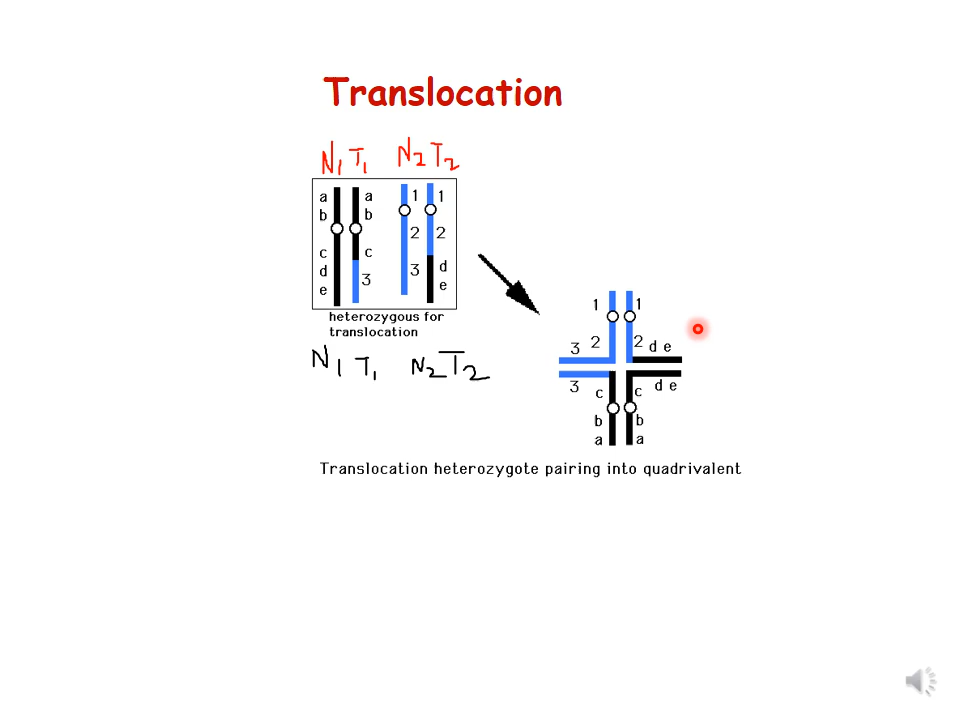 Translocation
N1 T1 N2 T2
a a 1 1
b b
2 2
c c
d 3 3 d
e e
heterozygous for
translocation
N1 T1 N2 T2
1 1
3 2 2 d e
3 c c d e
b b
a a
Translocation heterozygote pairing into quadrivalent